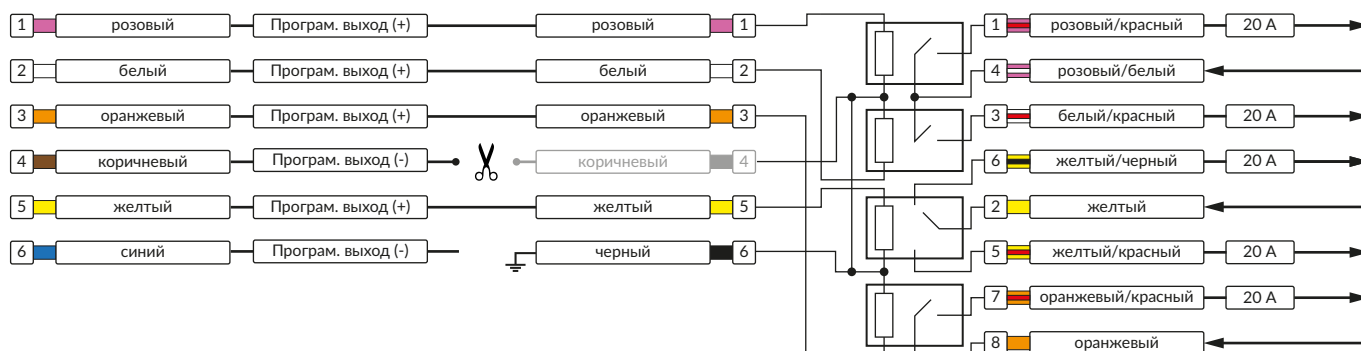 1 розовый Програм. выход (+) розовый 1 1 розовый/красный 20 А
2 белый Програм. выход (+) белый 2 4 розовый/белый
3 оранжевый Програм. выход (+) оранжевый 3 3 белый/красный 20 А
4 коричневый Програм. выход (-) коричневый 4 6 желтый/черный 20 А
5 желтый Програм. выход (+) желтый 5 2 желтый
6 синий Програм. выход (-) черный 6 5 желтый/красный 20 А
7 оранжевый/красный 20 А
8 оранжевый